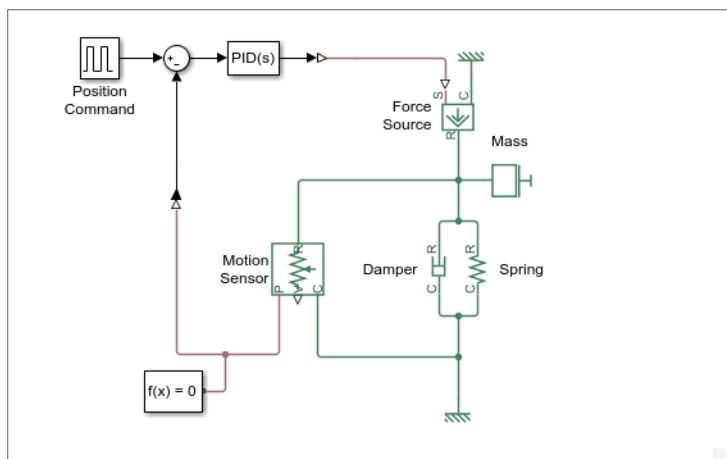 PID(s)
Position
Command
S
C
Force
Source
R
Mass
Motion
Sensor
R
P
V
C
Damper
R
C
R
C
Spring
f(x) = 0